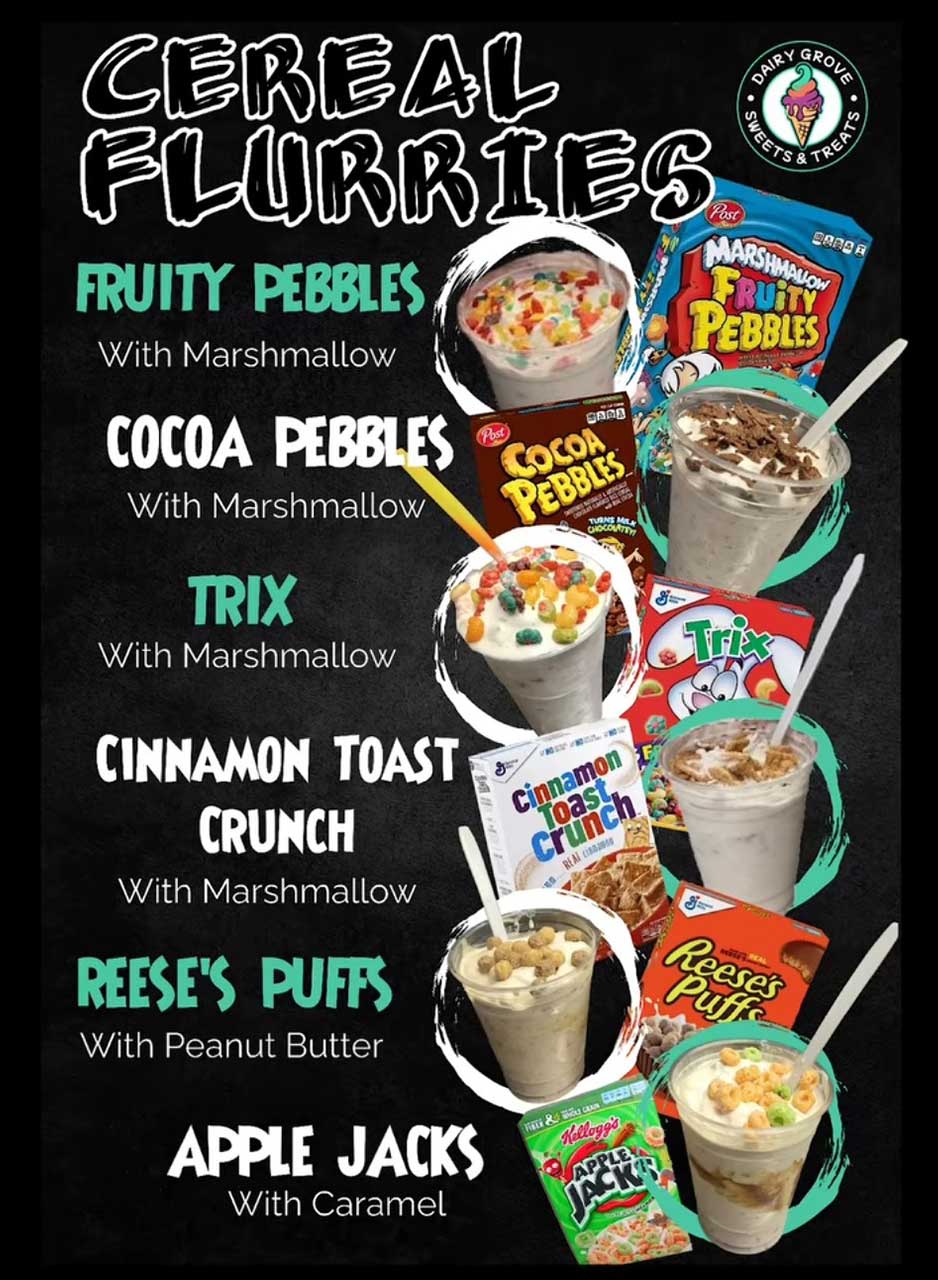 CEREAL
FLURRIES
DAIRY GROVE
SWEETS & TREATS
FRUITY PEBBLES
With Marshmallow
Post
MARSHMALLOW
FRUITY
PEBBLES
COCOA PEBBLES
With Marshmallow
Post
COCOA
PEBBLES
TURNS MILK
CHOCOLATEY!
TRIX
With Marshmallow
Trix
CINNAMON TOAST
CRUNCH
With Marshmallow
Cinnamon
Toast
Crunch
REAL cinnamon
REESE'S PUFFS
With Peanut Butter
Reese's
Puffs
APPLE JACKS
With Caramel
Kellogg's
APPLE
JACKS